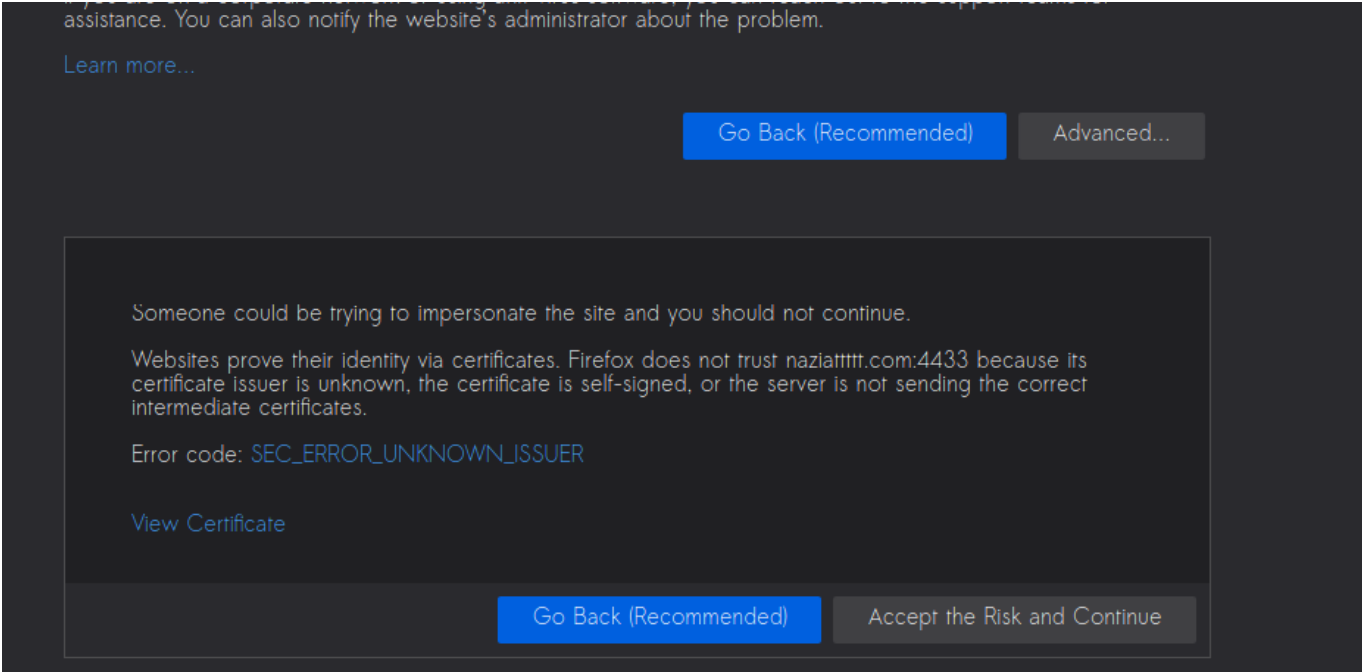 assistance. You can also notify the website's administrator about the problem.
Learn more...
Go Back (Recommended)
Advanced...
Someone could be trying to impersonate the site and you should not continue.
Websites prove their identity via certificates. Firefox does not trust naziattttt.com:4433 because its
certificate issuer is unknown, the certificate is self-signed, or the server is not sending the correct
intermediate certificates.
Error code: SEC_ERROR_UNKNOWN_ISSUER
View Certificate
Go Back (Recommended)
Accept the Risk and Continue